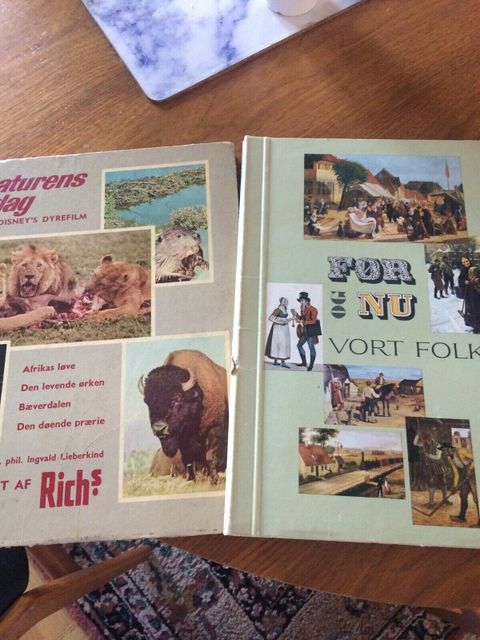 aturens
lag
DISNEY'S DYREFILM
Afrikas løve
Den levende ørken
Bæverdalen
Den døende prærie
. phil. Ingvald Lieberkind
T AF Richs
FØR
OG NU
VORT FOLK